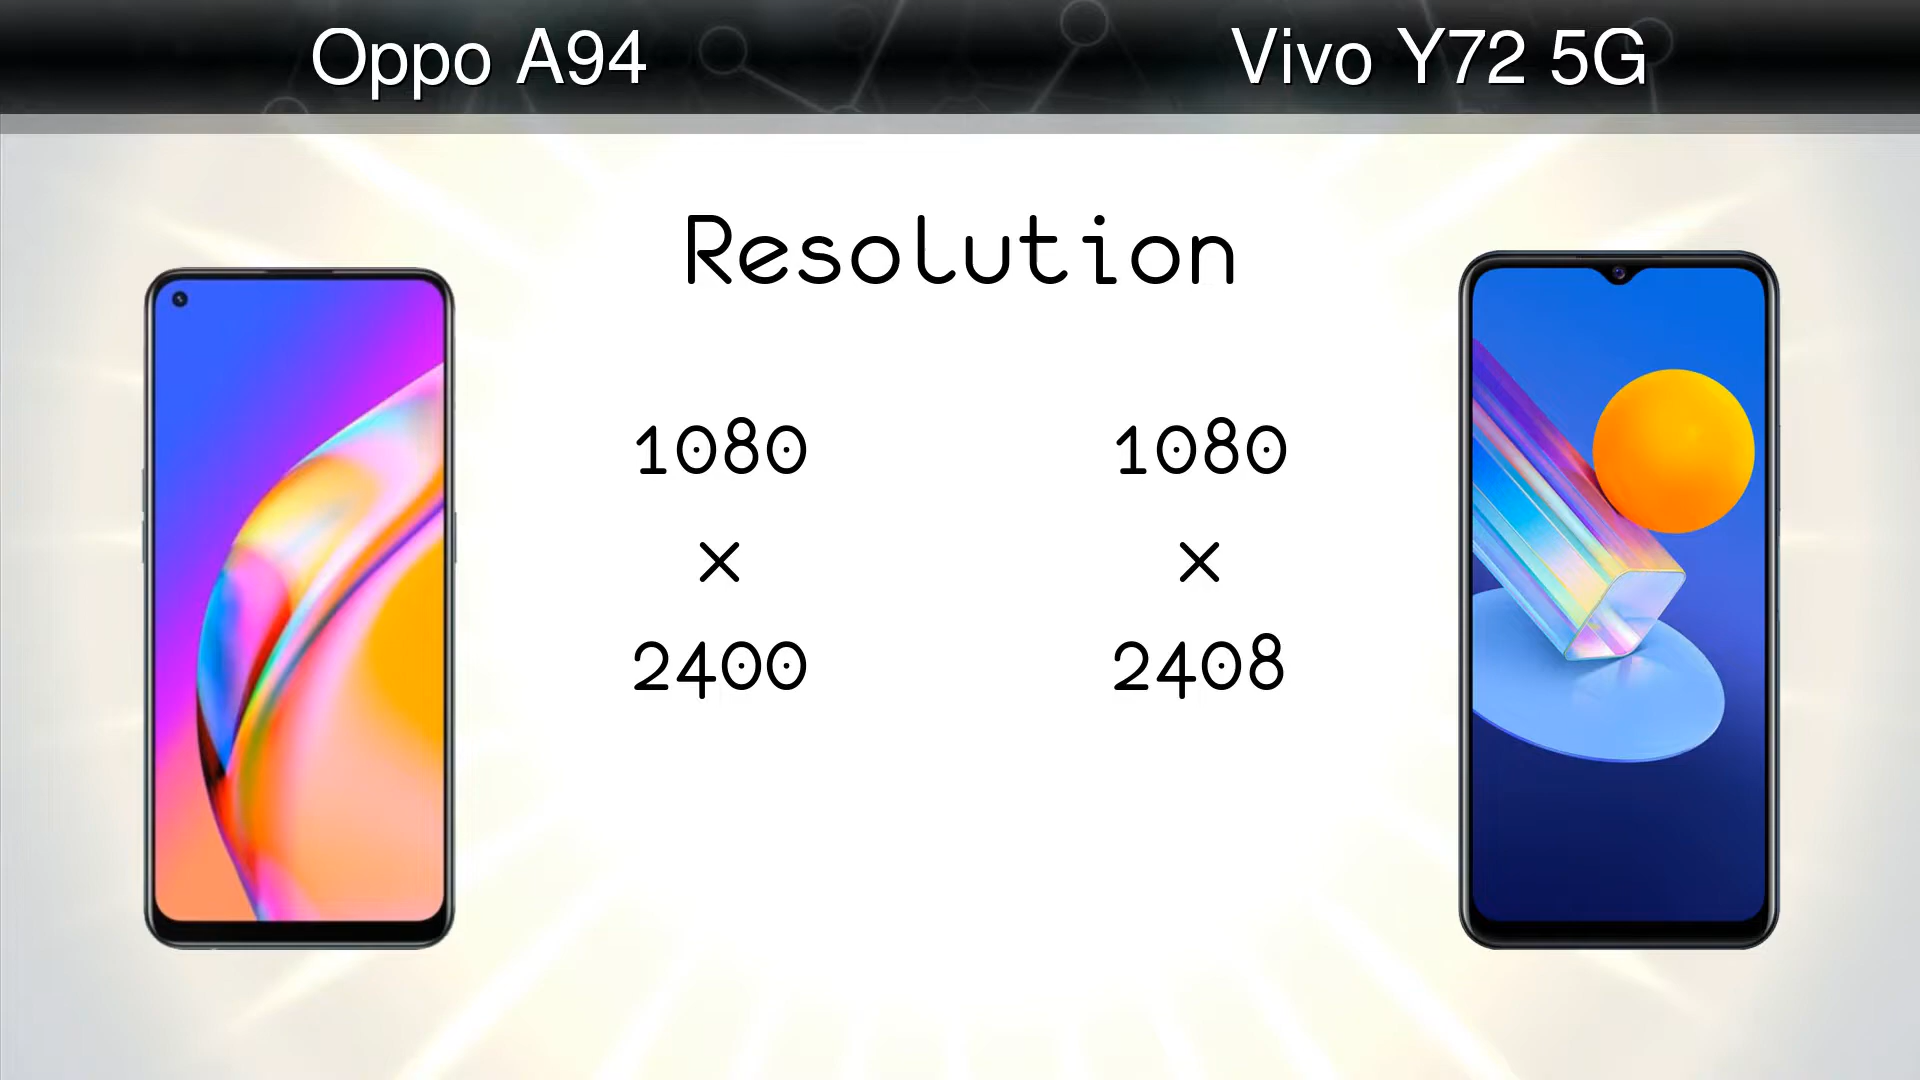 Oppo A94
Vivo Y72 5G
Resolution
1080
1080
×
×
2400
2408